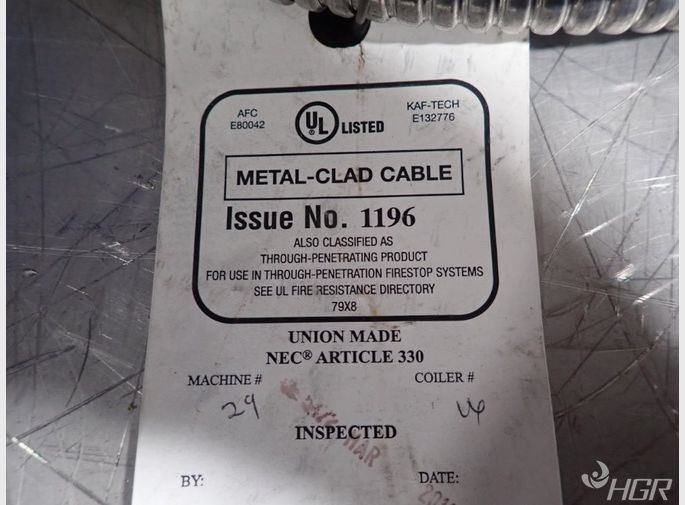 AFC
E80042
UL
LISTED
KAF-TECH
E132776
METAL-CLAD CABLE
Issue No. 1196
ALSO CLASSIFIED AS
THROUGH-PENETRATING PRODUCT
FOR USE IN THROUGH-PENETRATION FIRESTOP SYSTEMS
SEE UL FIRE RESISTANCE DIRECTORY
79X8
UNION MADE
NEC® ARTICLE 330
MACHINE #
COILER #
29
INSPECTED
MAR
BY:
DATE:
HGR